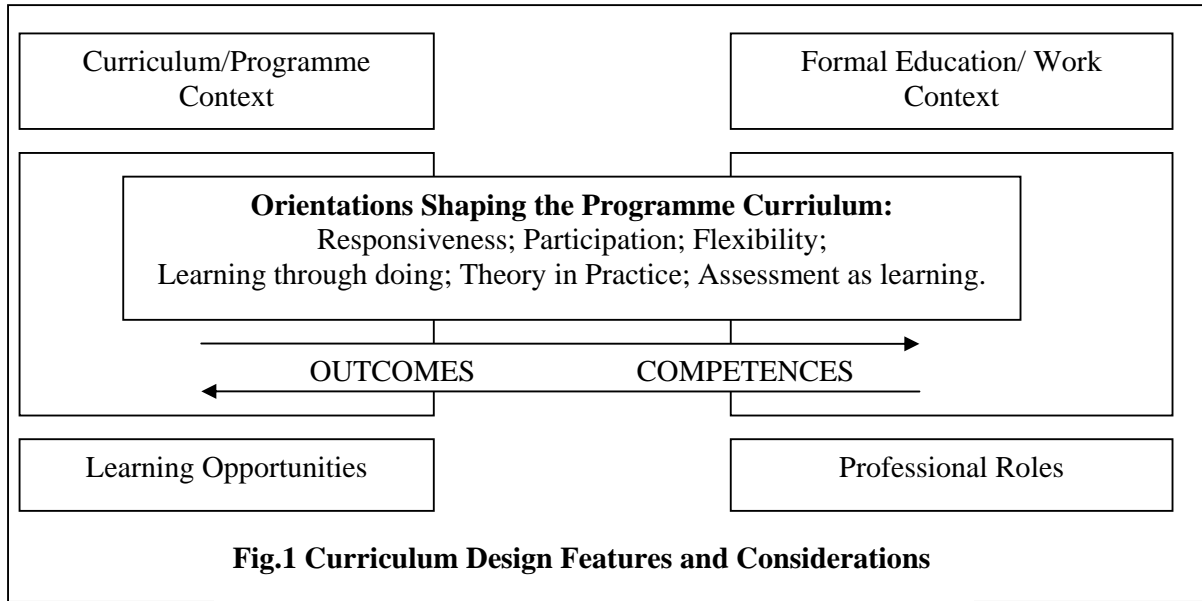 Curriculum/Programme
Context
Formal Education/ Work
Context
Orientations Shaping the Programme Curriulum:
Responsiveness; Participation; Flexibility;
Learning through doing; Theory in Practice; Assessment as learning.
OUTCOMES
COMPETENCES
Learning Opportunities
Professional Roles
Fig.1 Curriculum Design Features and Considerations